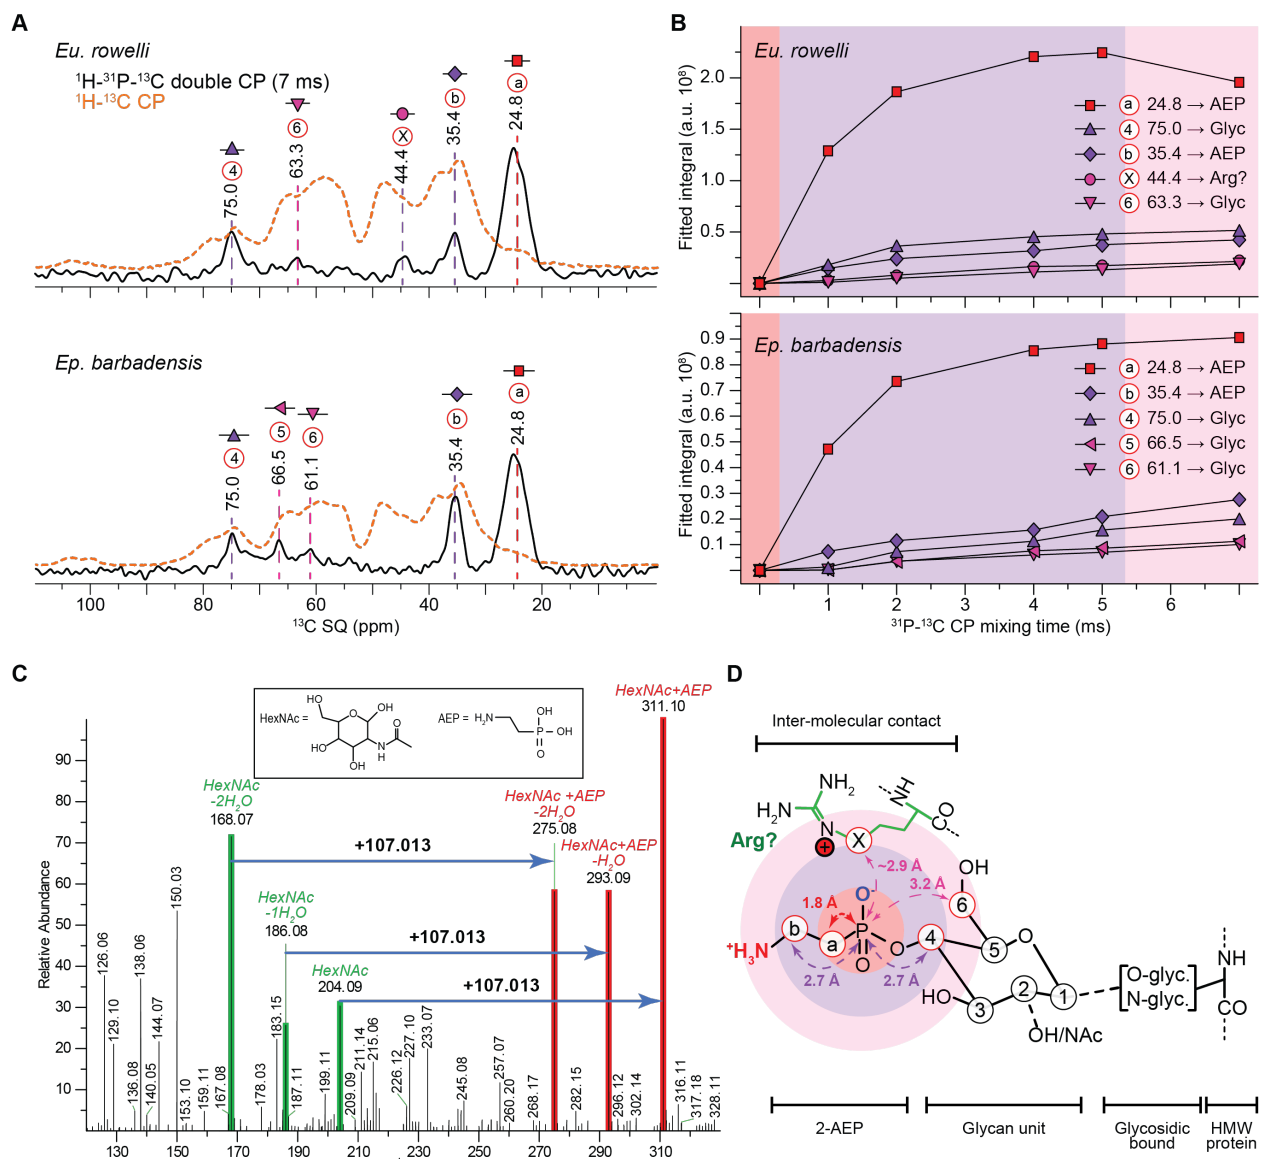 A
Eu. rowelli
¹H-³¹P-¹³C double CP (7 ms)
¹H-¹³C CP
4
75.0
6
63.3
X
44.4
b
35.4
a
24.8
Ep. barbadensis
4
75.0
5
66.5
6
61.1
b
35.4
a
24.8
100
80
60
40
20
¹³C SQ (ppm)
B
Eu. rowelli
Fitted integral (a.u. 10⁸)
2.0
1.5
1.0
0.5
a 24.8 → AEP
4 75.0 → Glyc
b 35.4 → AEP
X 44.4 → Arg?
6 63.3 → Glyc
Ep. barbadensis
Fitted integral (a.u. 10⁸)
0.9
0.8
0.7
0.6
0.5
0.4
0.3
0.2
0.1
a 24.8 → AEP
b 35.4 → AEP
4 75.0 → Glyc
5 66.5 → Glyc
6 61.1 → Glyc
1
2
3
4
5
6
³¹P-¹³C CP mixing time (ms)
C
Relative Abundance
90
80
70
60
50
40
30
20
10
HexNAc =
HO
O
OH
HO
OH
N
H
O
AEP =
H₂N
OH
P
OH
O
HexNAc
-2H₂O
168.07
HexNAc
-1H₂O
186.08
HexNAc
204.09
HexNAc +AEP
-2H₂O
275.08
HexNAc+AEP
-H₂O
293.09
HexNAc+AEP
311.10
+107.013
+107.013
+107.013
126.06
129.10
136.08
138.06
140.05
144.07
150.03
153.10
159.11
167.08
178.03
183.15
187.11
199.11
209.09
211.14
215.06
226.12
227.10
233.07
245.08
257.07
260.20
268.17
282.15
296.12
302.14
316.11
317.18
328.11
130
150
170
190
210
230
250
270
290
310
D
Inter-molecular contact
NH₂
H₂N
N
+
Arg?
X
NH
CO
~2.9 Å
3.2 Å
1.8 Å
2.7 Å
2.7 Å
O⁻
P
O
O
⁺H₃N
b
a
4
OH
6
5
O
HO
3
2
1
OH/NAc
O-glyc.
N-glyc.
NH
CO
2-AEP
Glycan unit
Glycosidic
bound
HMW
protein